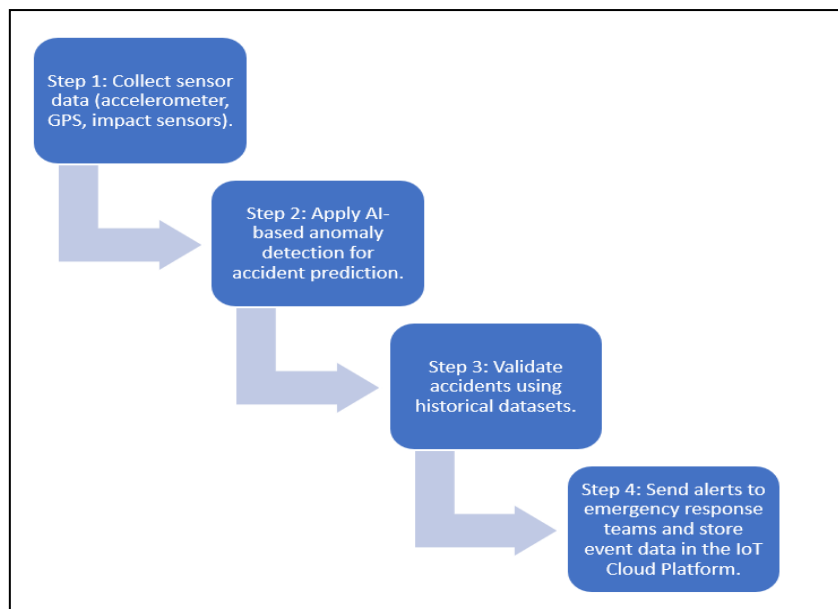 Step 1: Collect sensor
data (accelerometer,
GPS, impact sensors).
Step 2: Apply AI-
based anomaly
detection for
accident prediction.
Step 3: Validate
accidents using
historical datasets.
Step 4: Send alerts to
emergency response
teams and store
event data in the IoT
Cloud Platform.